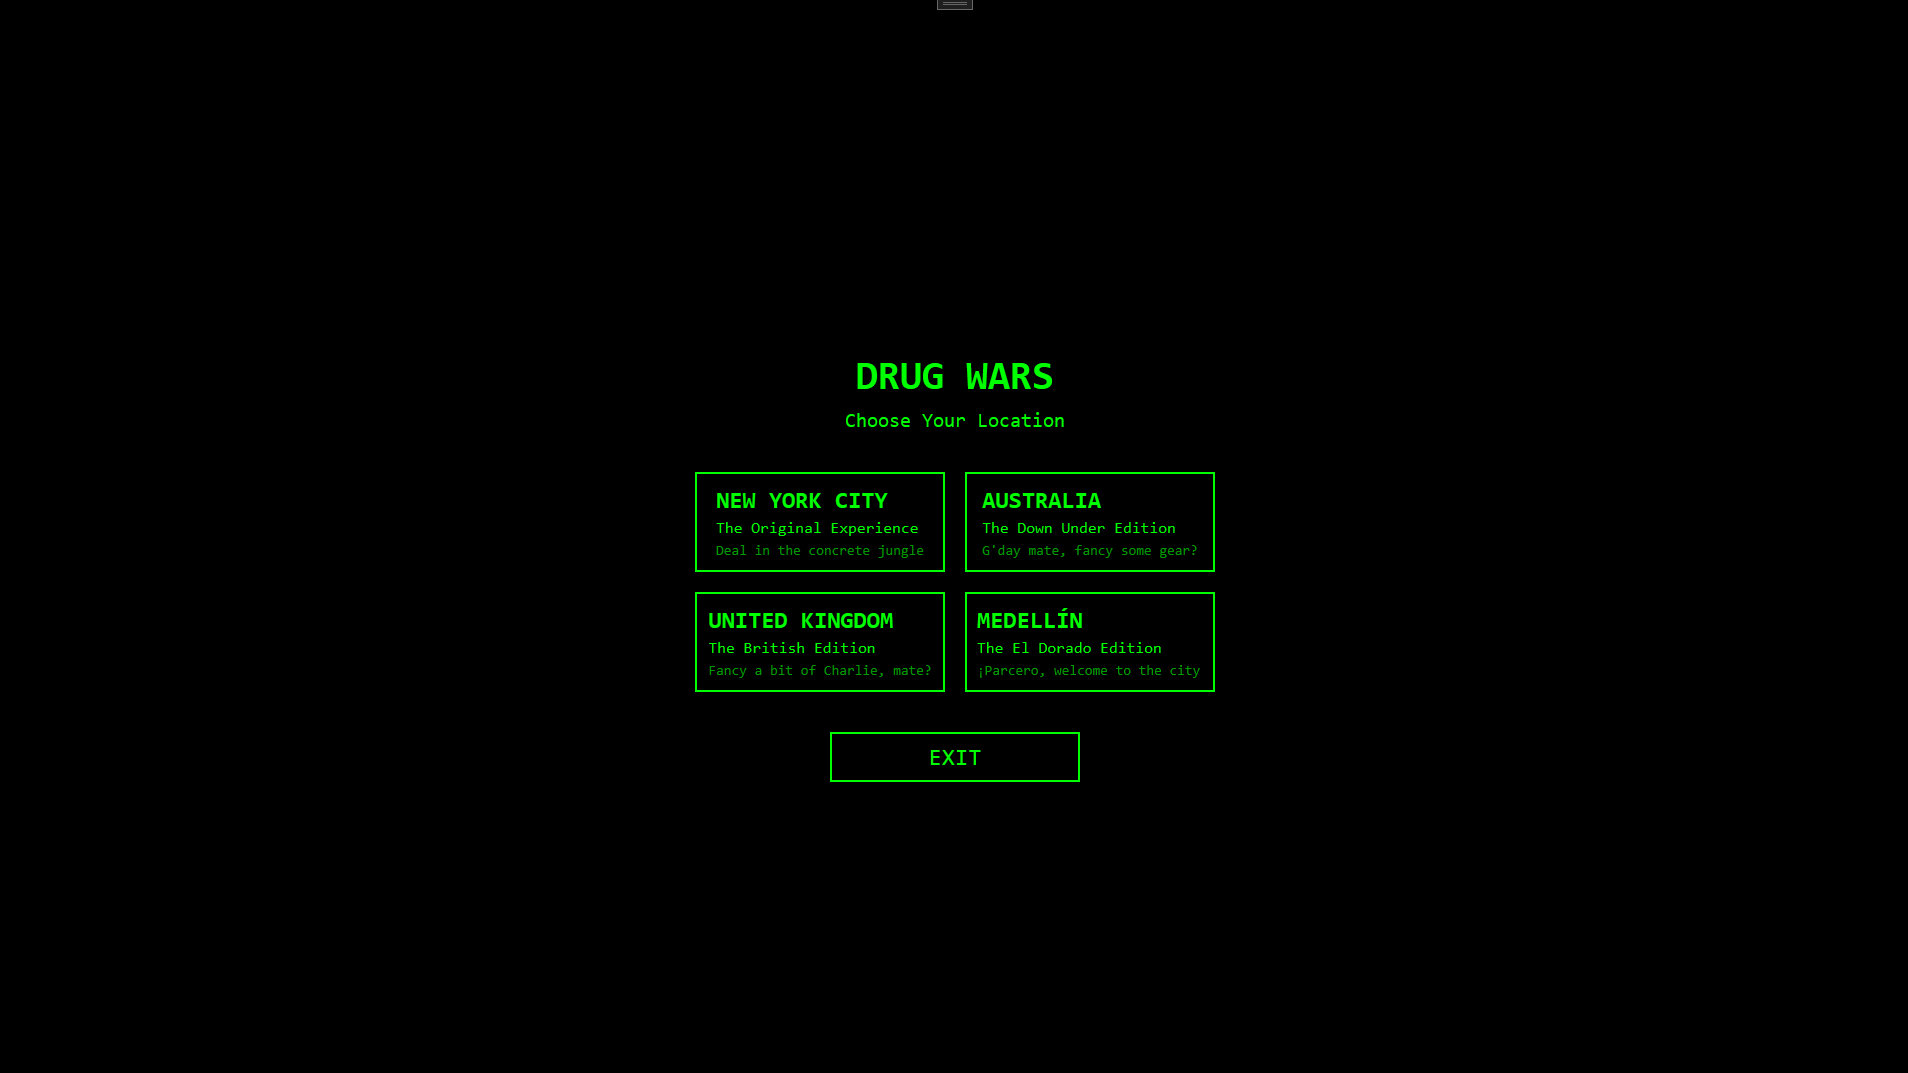 DRUG WARS
Choose Your Location
NEW YORK CITY
The Original Experience
Deal in the concrete jungle
AUSTRALIA
The Down Under Edition
G'day mate, fancy some gear?
UNITED KINGDOM
The British Edition
Fancy a bit of Charlie, mate?
MEDELLÍN
The El Dorado Edition
¡Parcero, welcome to the city
EXIT